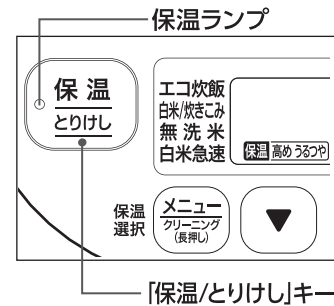 保温ランプ
保温
とりけし
エコ炊飯
白米/炊きこみ
無洗米
白米急速
保温 高め うるつや
保温
選択
メニュー
クリーニング
(長押し)
▼
「保温/とりけし」キー